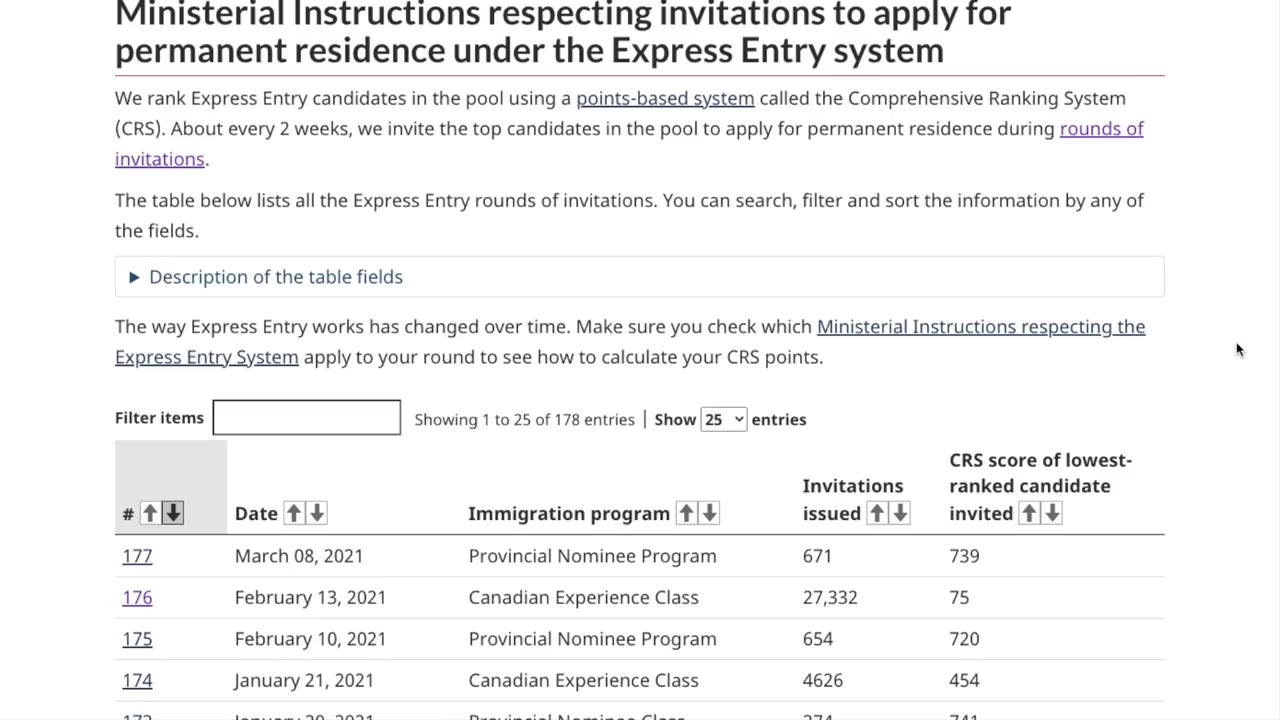 Ministerial Instructions respecting invitations to apply for
permanent residence under the Express Entry system
We rank Express Entry candidates in the pool using a points-based system called the Comprehensive Ranking System
(CRS). About every 2 weeks, we invite the top candidates in the pool to apply for permanent residence during rounds of
invitations.
The table below lists all the Express Entry rounds of invitations. You can search, filter and sort the information by any of
the fields.
Description of the table fields
The way Express Entry works has changed over time. Make sure you check which Ministerial Instructions respecting the
Express Entry System apply to your round to see how to calculate your CRS points.
Filter items Showing 1 to 25 of 178 entries | Show 25 entries
# Date Immigration program Invitations issued CRS score of lowest-ranked candidate invited
177 March 08, 2021 Provincial Nominee Program 671 739
176 February 13, 2021 Canadian Experience Class 27,332 75
175 February 10, 2021 Provincial Nominee Program 654 720
174 January 21, 2021 Canadian Experience Class 4626 454